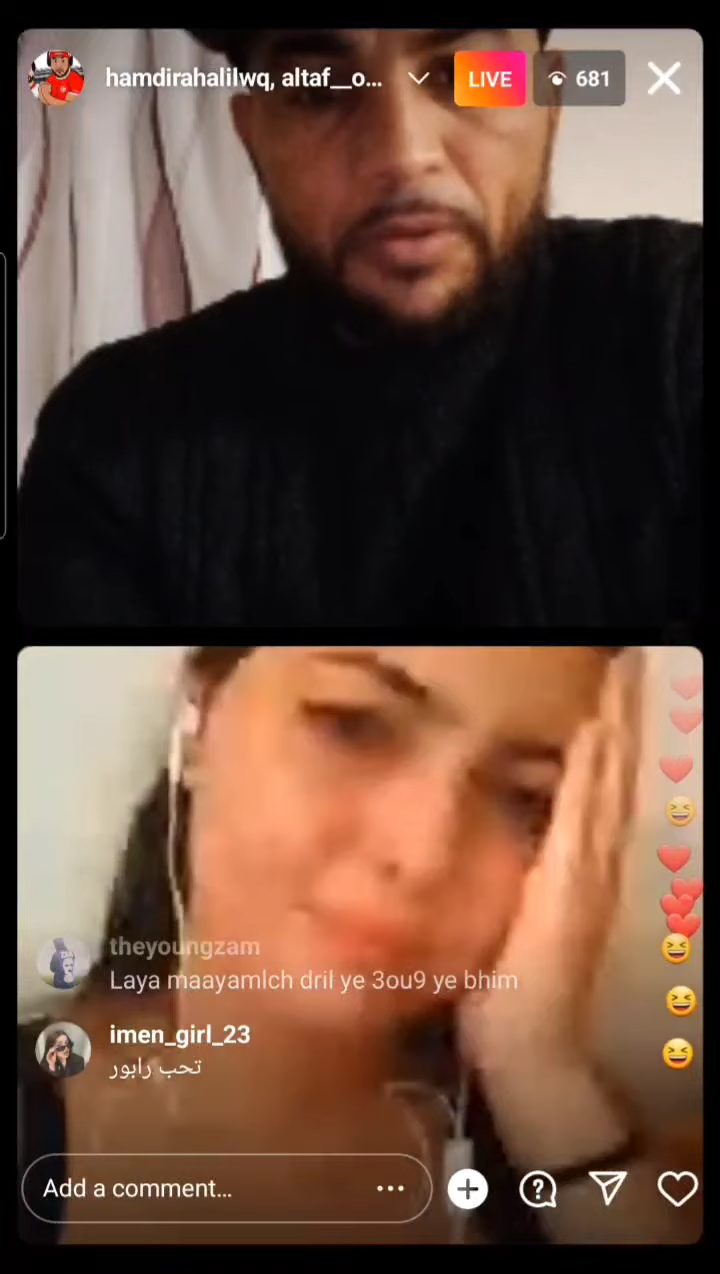 hamdirahalilwq, altaf__o...
LIVE
681
theyoungzam
Laya maayamlch dril ye 3ou9 ye bhim
imen_girl_23
تحب رابور
Add a comment...